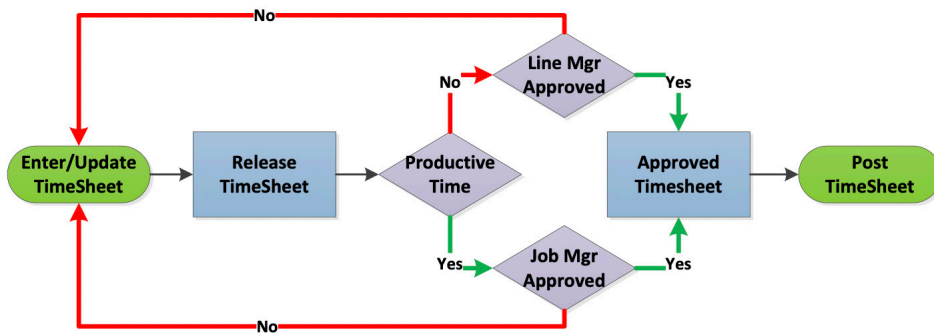 No
Line Mgr
Approved
No
Yes
Enter/Update
TimeSheet
Release
TimeSheet
Productive
Time
Approved
Timesheet
Post
TimeSheet
Yes
Job Mgr
Approved
Yes
No